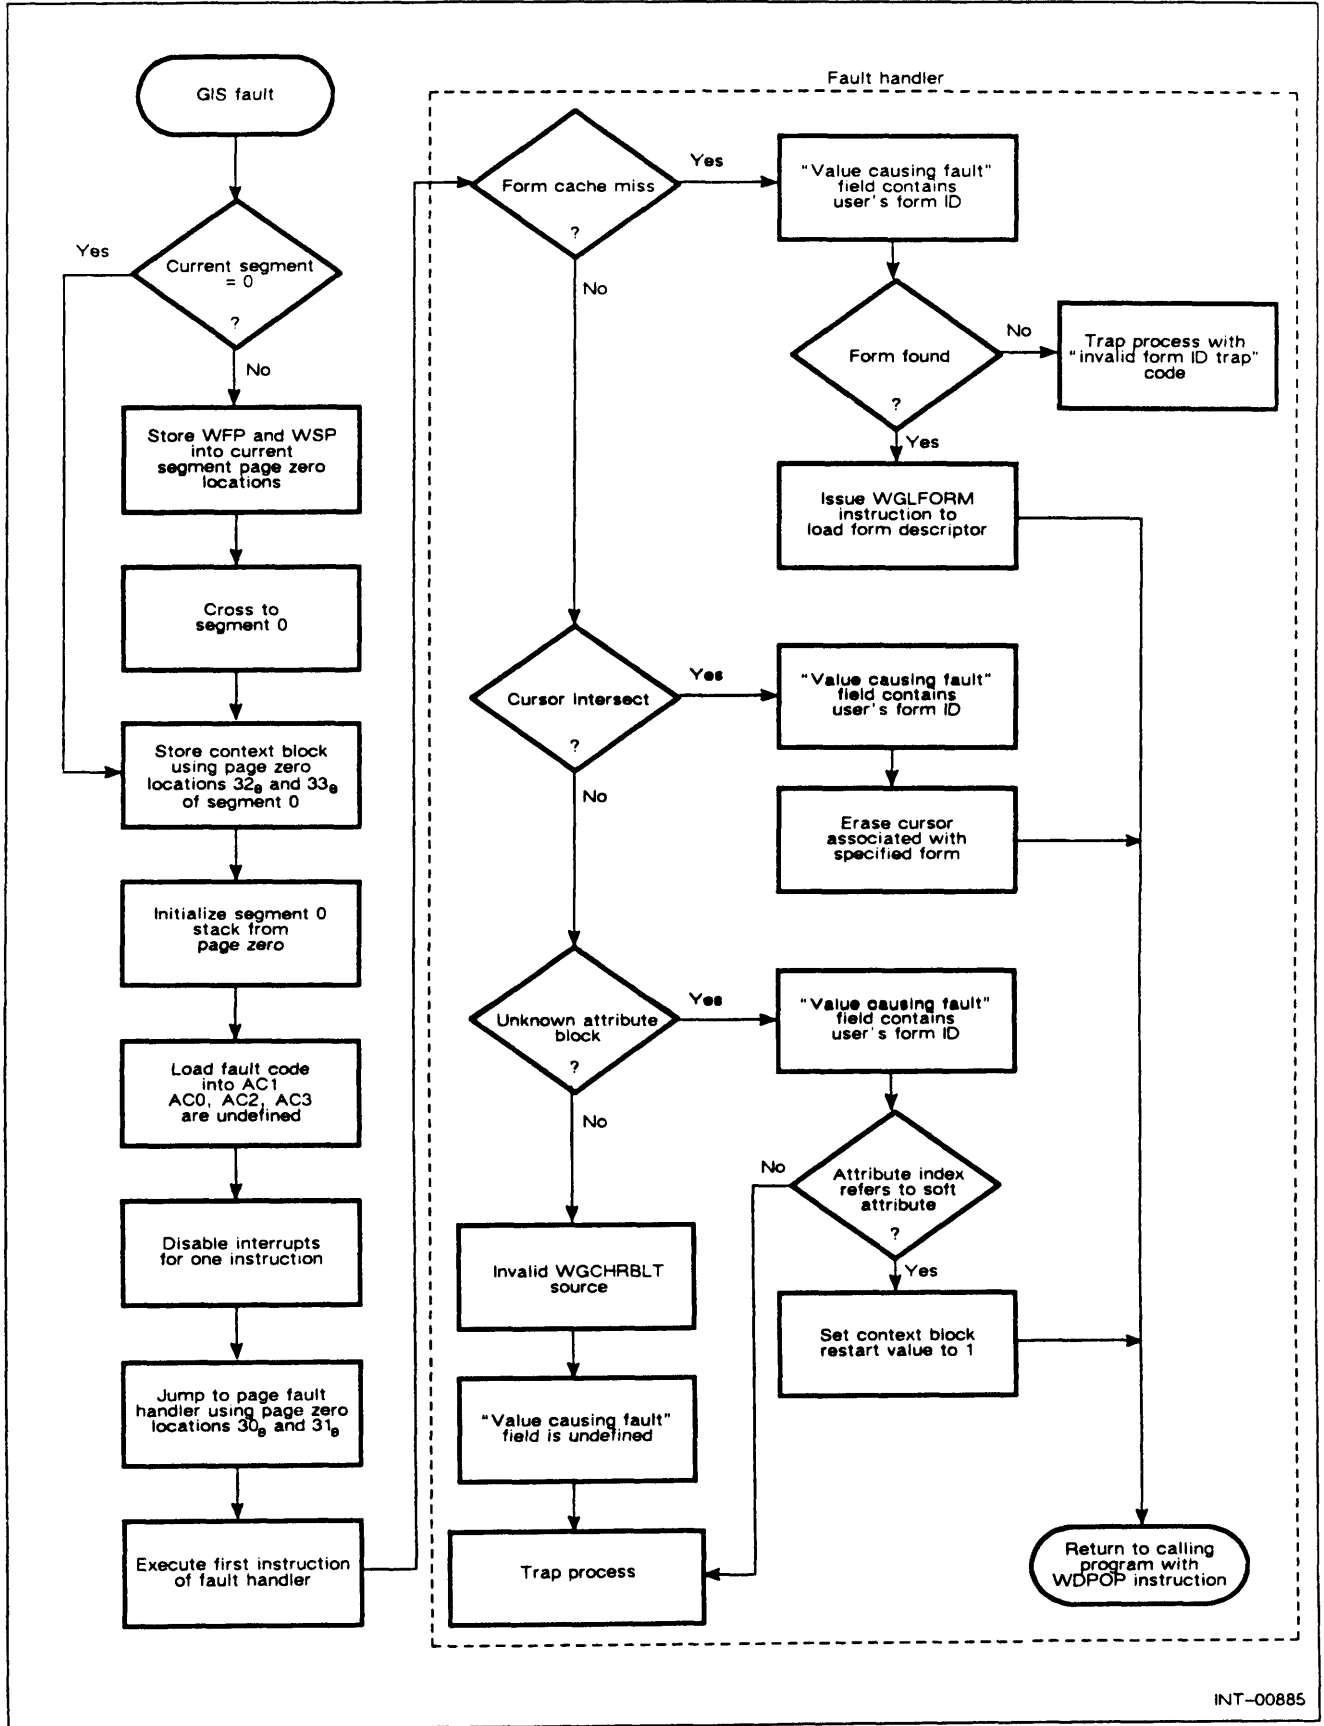 GIS fault
Yes
Current segment
= 0
?
No
Store WFP and WSP
into current
segment page zero
locations
Cross to
segment 0
Store context block
using page zero
locations 32₈ and 33₈
of segment 0
Initialize segment 0
stack from
page zero
Load fault code
into AC1
AC0, AC2, AC3
are undefined
Disable interrupts
for one instruction
Jump to page fault
handler using page zero
locations 30₈ and 31₈
Execute first instruction
of fault handler
Fault handler
Form cache miss
?
Yes
No
"Value causing fault"
field contains
user's form ID
Form found
?
No
Yes
Trap process with
"invalid form ID trap"
code
Issue WGLFORM
instruction to
load form descriptor
Cursor Intersect
?
Yes
No
"Value causing fault"
field contains
user's form ID
Erase cursor
associated with
specified form
Unknown attribute
block
?
Yes
No
"Value causing fault"
field contains
user's form ID
Attribute index
refers to soft
attribute
?
No
Yes
Invalid WGCHRBLT
source
Set context block
restart value to 1
"Value causing fault"
field is undefined
Trap process
Return to calling
program with
WDPOP instruction
INT-00885